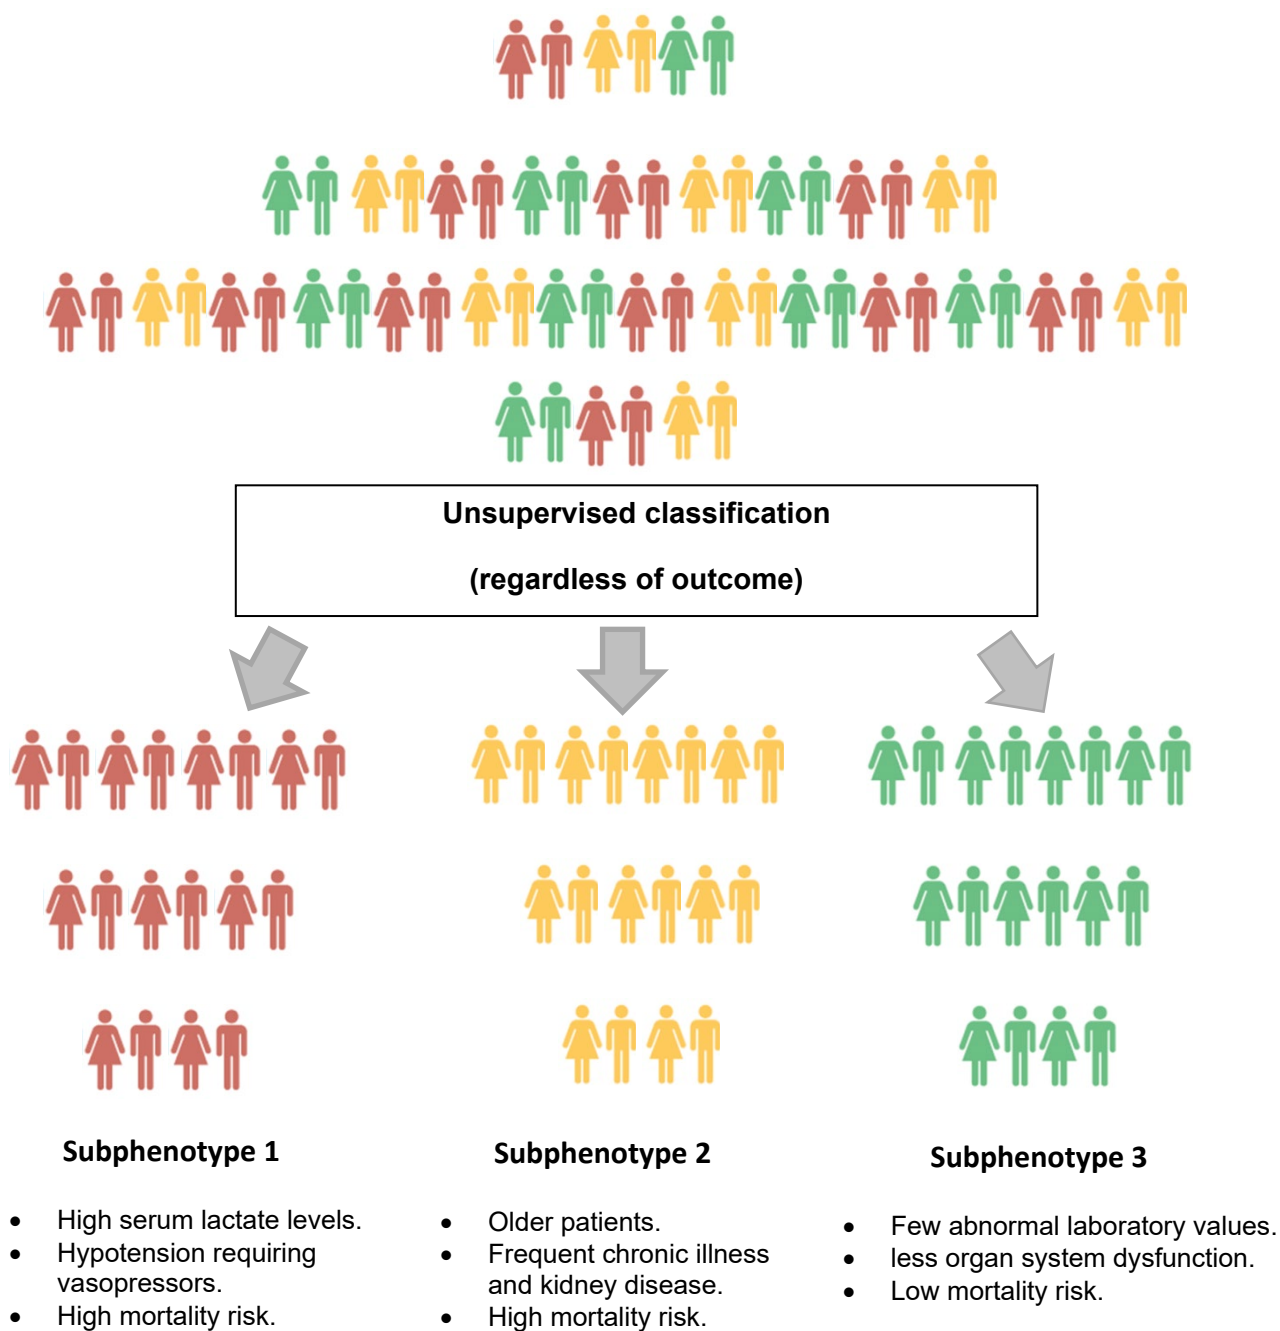 Unsupervised classification
(regardless of outcome)
Subphenotype 1
• High serum lactate levels.
• Hypotension requiring
vasopressors.
• High mortality risk.
Subphenotype 2
• Older patients.
• Frequent chronic illness
and kidney disease.
• High mortality risk.
Subphenotype 3
• Few abnormal laboratory values.
• less organ system dysfunction.
• Low mortality risk.